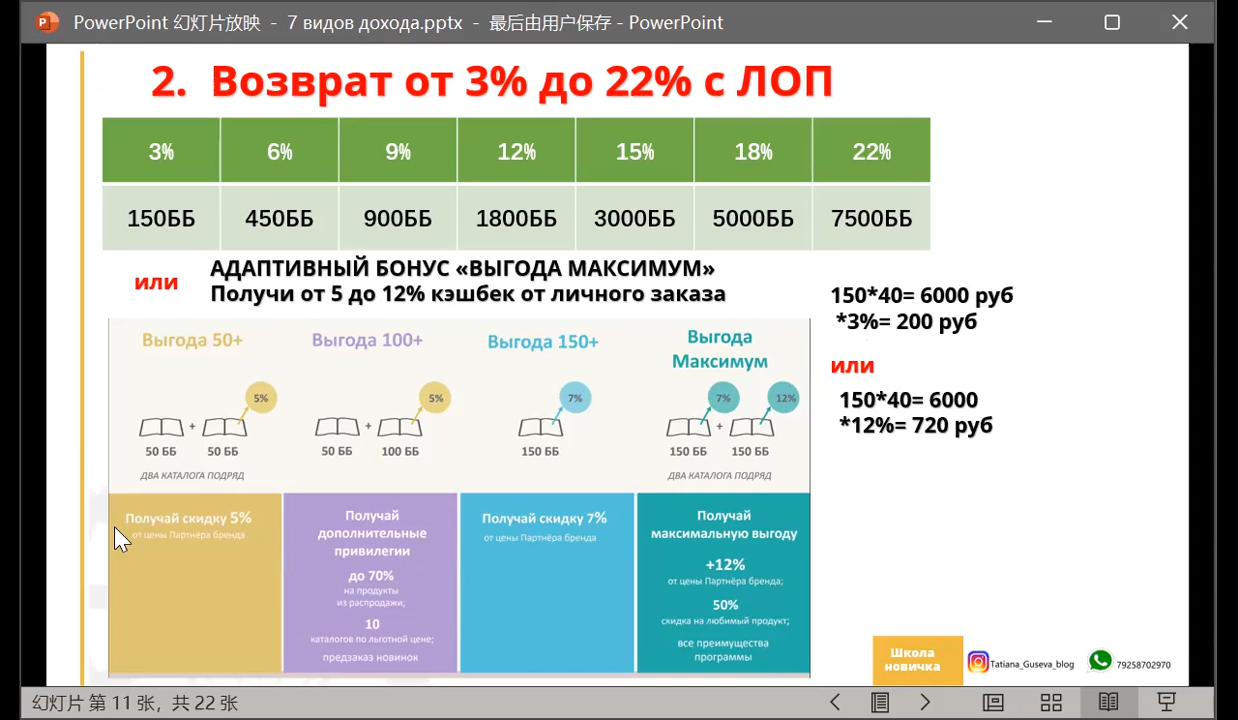 PowerPoint 幻灯片放映 - 7 видов дохода.pptx - 最后由用户保存 - PowerPoint
2. Возврат от 3% до 22% с ЛОП
3% 6% 9% 12% 15% 18% 22%
150ББ 450ББ 900ББ 1800ББ 3000ББ 5000ББ 7500ББ
или
АДАПТИВНЫЙ БОНУС «ВЫГОДА МАКСИМУМ»
Получи от 5 до 12% кэшбек от личного заказа
150*40= 6000 руб
*3%= 200 руб
или
150*40= 6000
*12%= 720 руб
Выгода 50+
5%
+
50 ББ 50 ББ
ДВА КАТАЛОГА ПОДРЯД
Получай скидку 5%
от цены Партнёра бренда
Выгода 100+
5%
+
50 ББ 100 ББ
Получай
дополнительные
привилегии
до 70%
на продукты
из распродажи;
10
каталогов по льготной цене;
предзаказ новинок
Выгода 150+
7%
150 ББ
Получай скидку 7%
от цены Партнёра бренда
Выгода
Максимум
7% 12%
+
150 ББ 150 ББ
ДВА КАТАЛОГА ПОДРЯД
Получай
максимальную выгоду
+12%
от цены Партнёра бренда;
50%
скидка на любимый продукт;
все преимущества
программы
Школа
новичка
Tatiana_Guseva_blog
79258702970
幻灯片 第 11 张，共 22 张